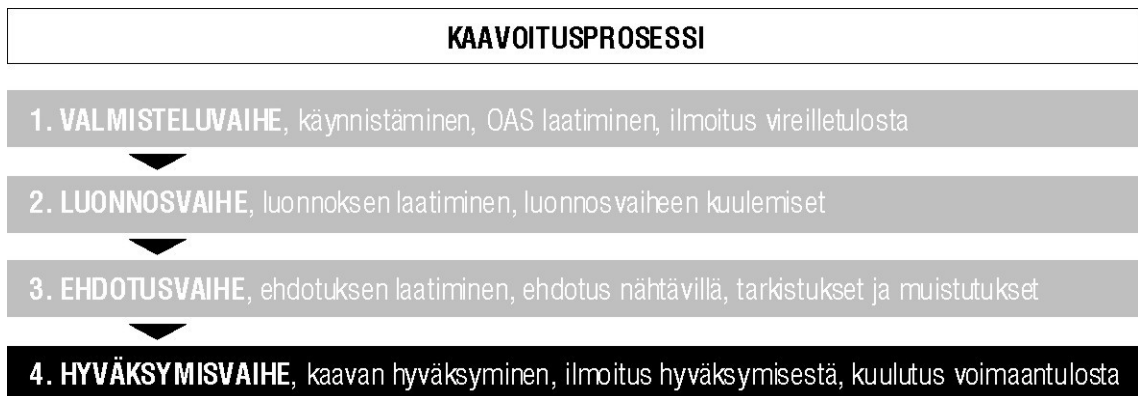 KAAVOITUSPROSESSI
1. VALMISTELUVAIHE, käynnistäminen, OAS laatiminen, ilmoitus vireilletulosta
2. LUONNOSVAIHE, luonnoksen laatiminen, luonnosvaiheen kuulemiset
3. EHDOTUSVAIHE, ehdotuksen laatiminen, ehdotus nähtävillä, tarkistukset ja muistutukset
4. HYVÄKSYMISVAIHE, kaavan hyväksyminen, ilmoitus hyväksymisestä, kuulutus voimaantulosta